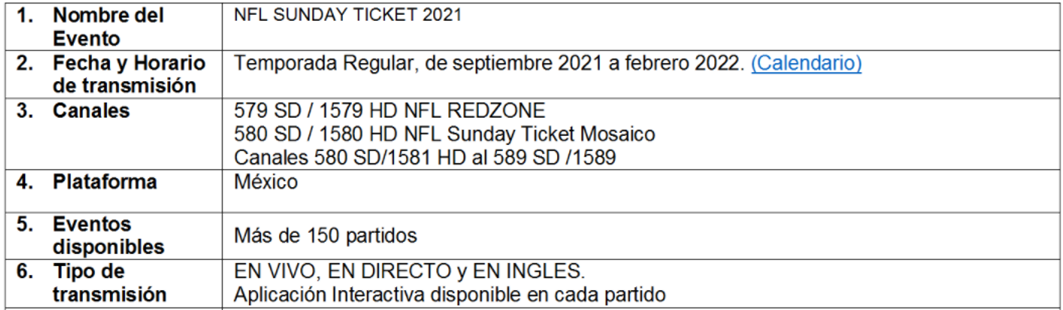 1. Nombre del Evento
NFL SUNDAY TICKET 2021
2. Fecha y Horario de transmisión
Temporada Regular, de septiembre 2021 a febrero 2022. (Calendario)
3. Canales
579 SD / 1579 HD NFL REDZONE
580 SD / 1580 HD NFL Sunday Ticket Mosaico
Canales 580 SD/1581 HD al 589 SD /1589
4. Plataforma
México
5. Eventos disponibles
Más de 150 partidos
6. Tipo de transmisión
EN VIVO, EN DIRECTO y EN INGLES.
Aplicación Interactiva disponible en cada partido